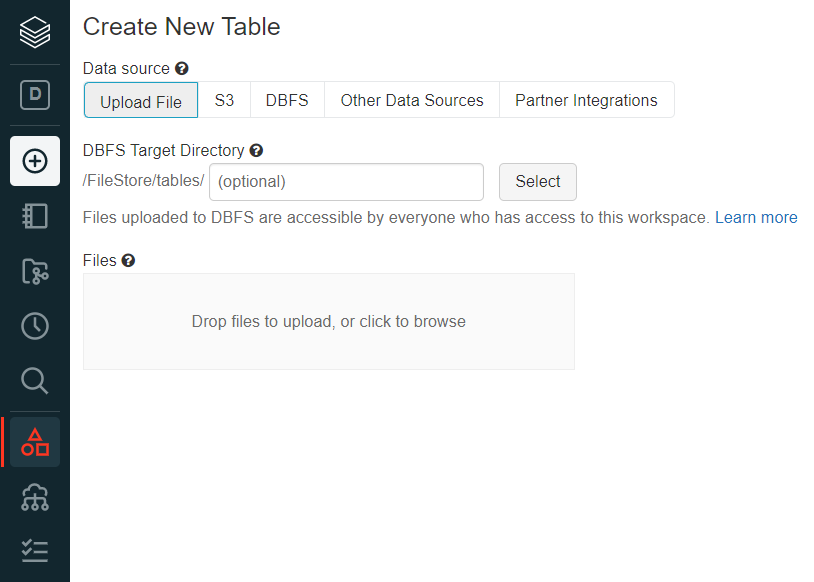 Create New Table
D
Data source ?
Upload File S3 DBFS Other Data Sources Partner Integrations
DBFS Target Directory ?
/FileStore/tables/ (optional) Select
Files uploaded to DBFS are accessible by everyone who has access to this workspace. Learn more
Files ?
Drop files to upload, or click to browse